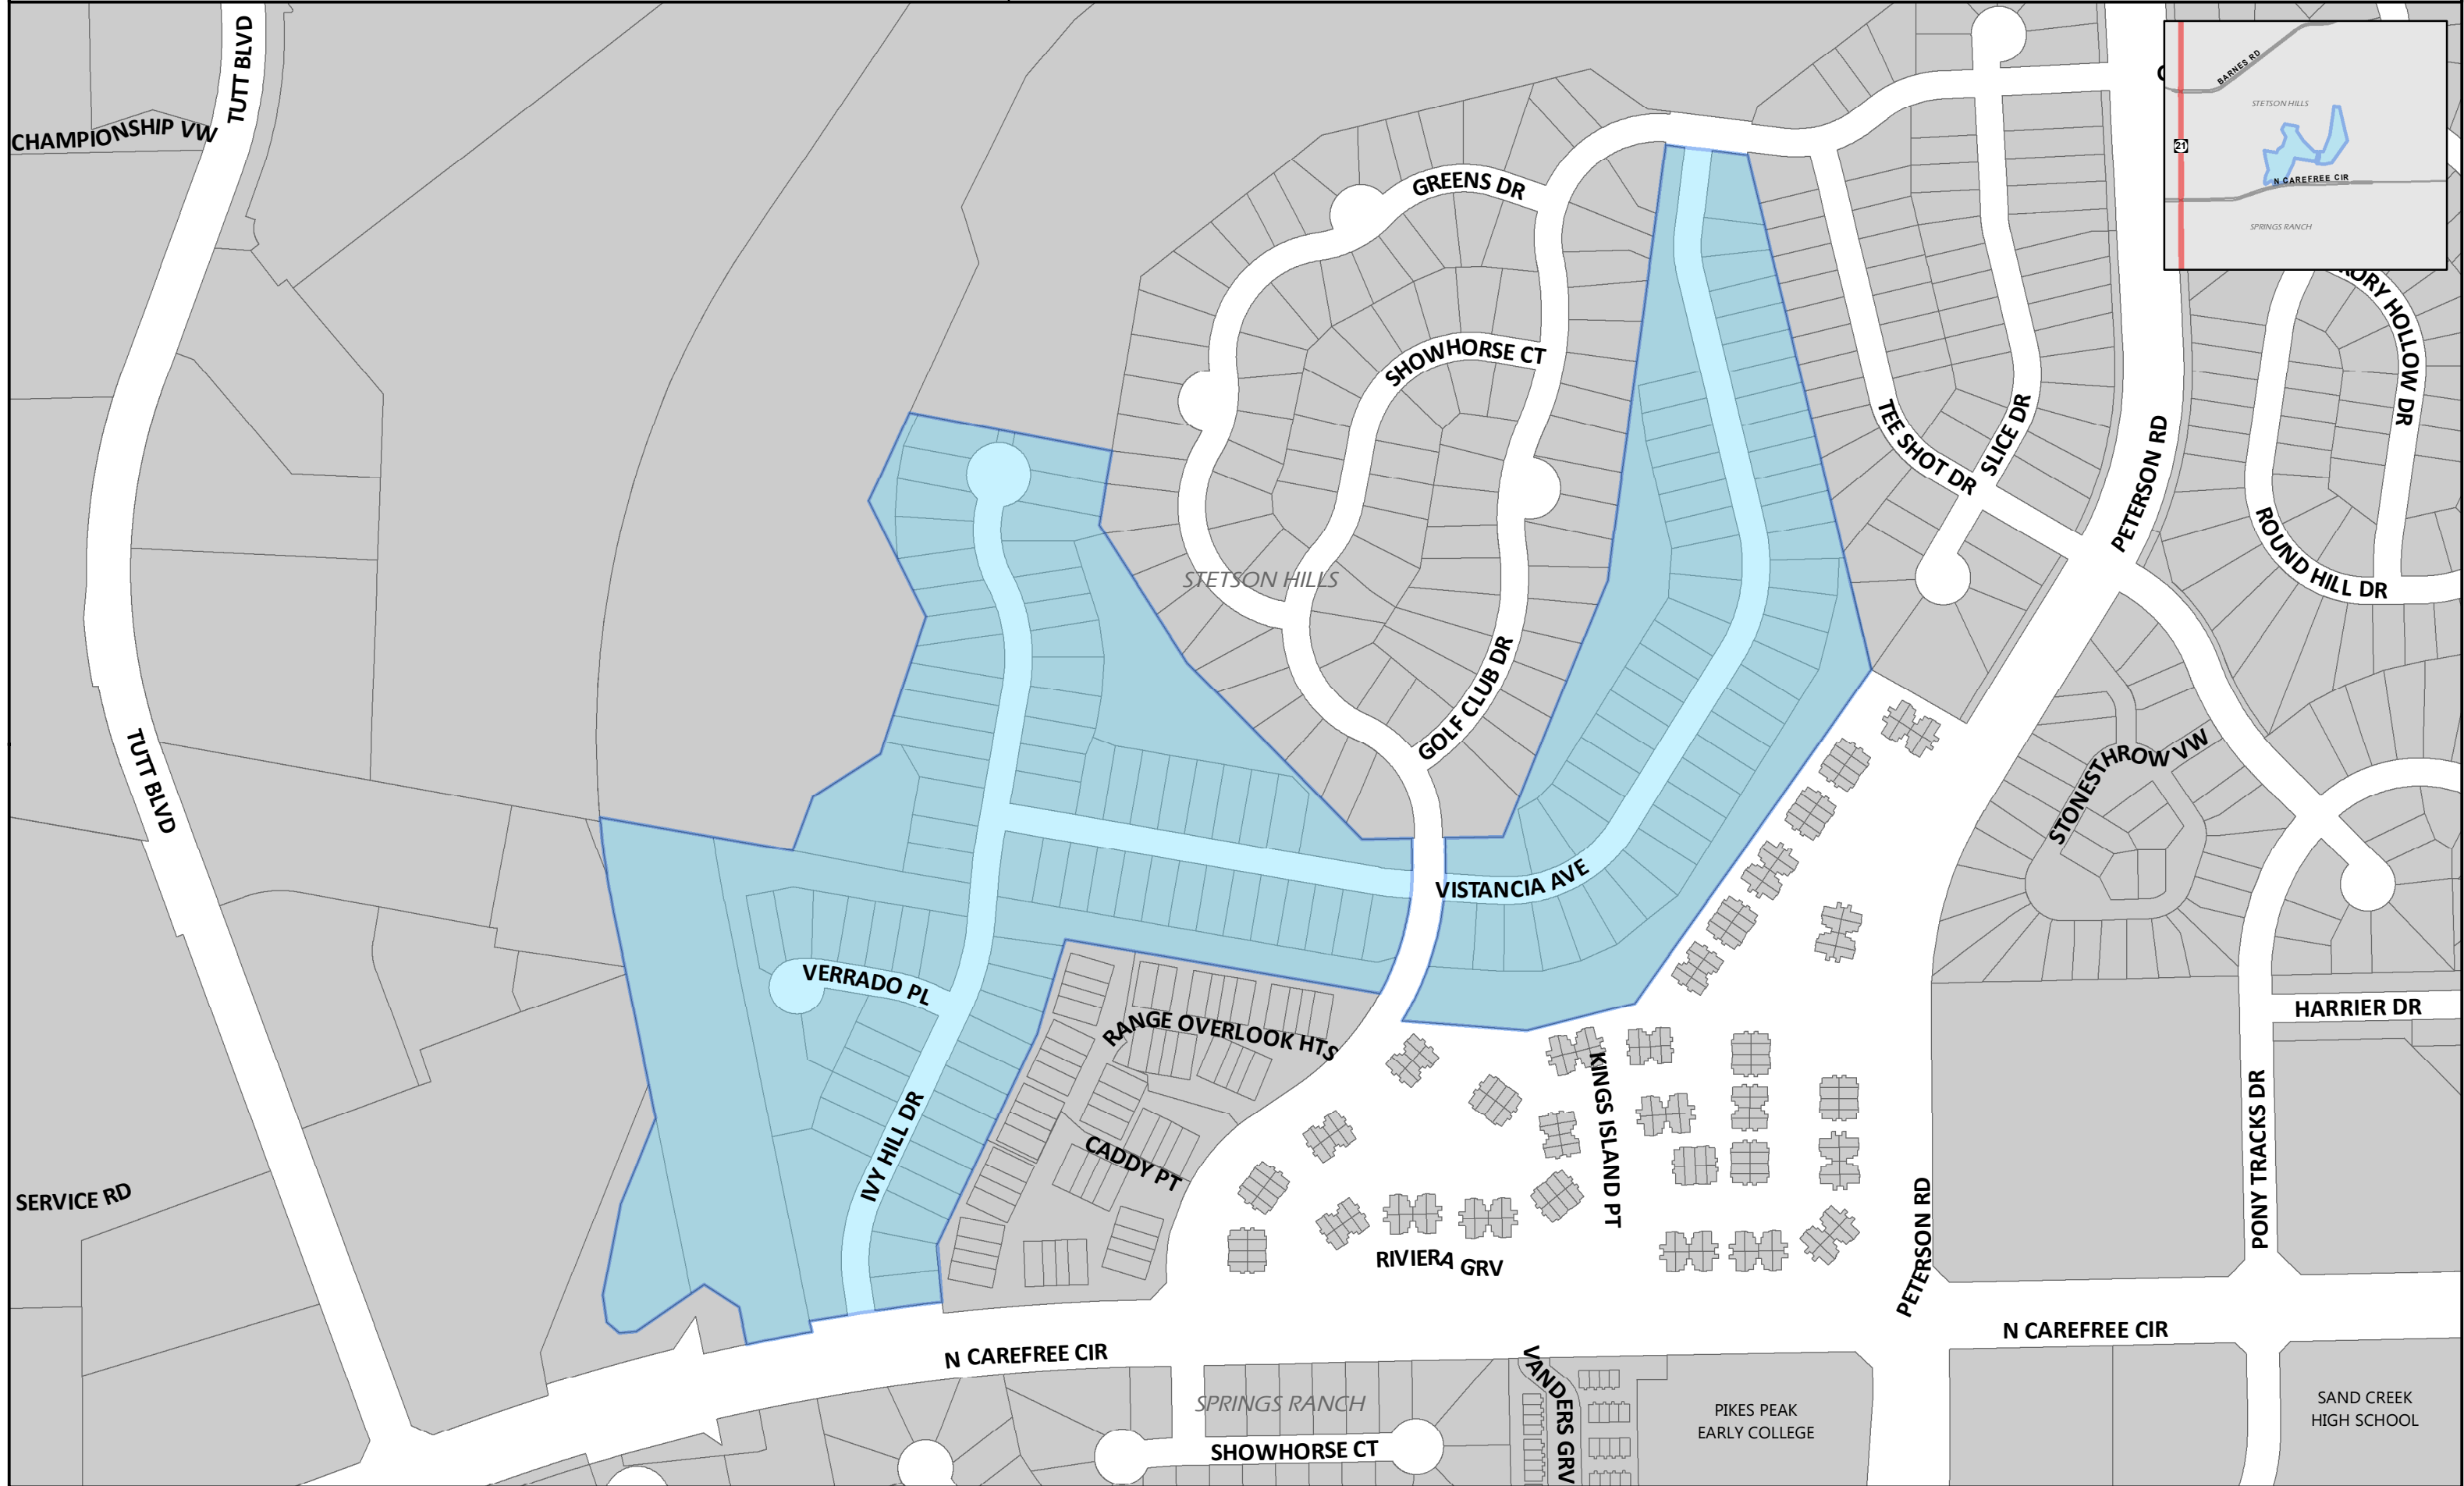 TUTT BLVD
CHAMPIONSHIP VW
BARNES RD
STETSON HILLS
21
N CAREFREE CIR
SPRINGS RANCH
GREENS DR
SHOWHORSE CT
TEE SHOT DR
SLICE DR
PETERSON RD
ROUND HILL DR
STETSON HILLS
GOLF CLUB DR
TUTT BLVD
STONESTHROW VW
VISTANCIA AVE
VERRADO PL
RANGE OVERLOOK HTS
HARRIER DR
KINGS ISLAND PT
IVY HILL DR
CADDY PT
PONY TRACKS DR
SERVICE RD
RIVIERA GRV
PETERSON RD
N CAREFREE CIR
N CAREFREE CIR
VANDERS GRV
SPRINGS RANCH
PIKES PEAK
EARLY COLLEGE
SAND CREEK
HIGH SCHOOL
SHOWHORSE CT
HOLLOW DR